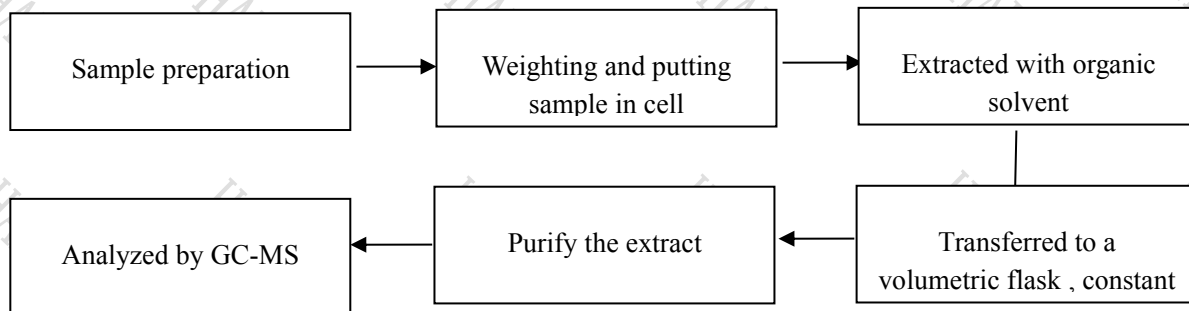 Sample preparation
Weighting and putting
sample in cell
Extracted with organic
solvent
Transferred to a
volumetric flask , constant
Purify the extract
Analyzed by GC-MS